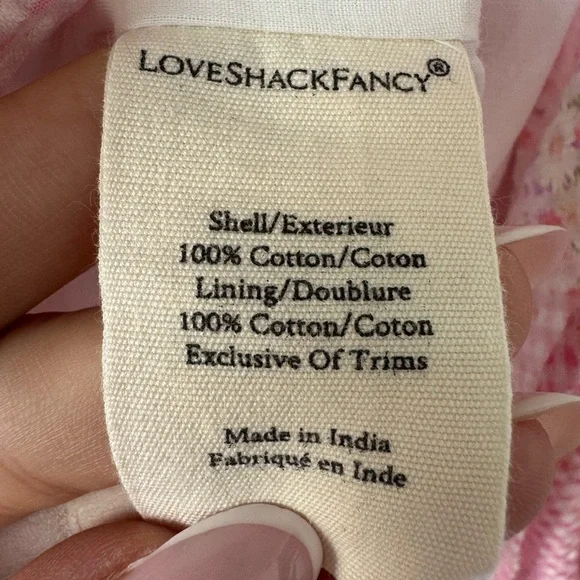 LOVESHACKFANCY®
Shell/Exterieur
100% Cotton/Coton
Lining/Doublure
100% Cotton/Coton
Exclusive Of Trims
Made in India
Fabriqué en Inde